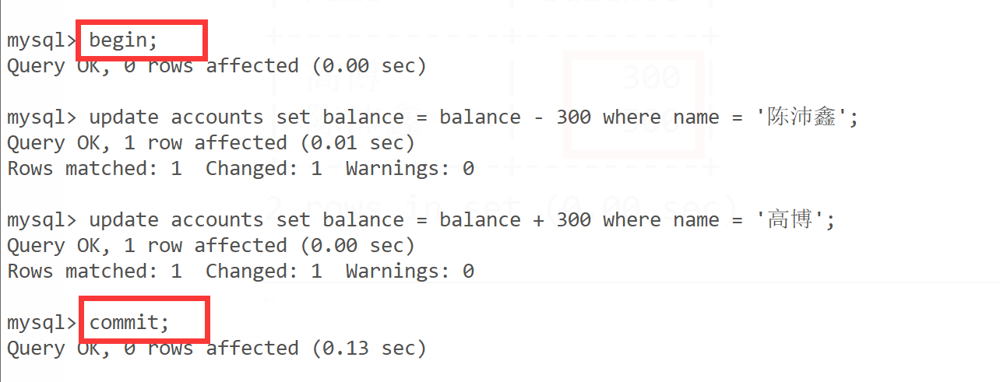 mysql> begin;
Query OK, 0 rows affected (0.00 sec)
mysql> update accounts set balance = balance - 300 where name = '陈沛鑫';
Query OK, 1 row affected (0.01 sec)
Rows matched: 1  Changed: 1  Warnings: 0
mysql> update accounts set balance = balance + 300 where name = '高博';
Query OK, 1 row affected (0.00 sec)
Rows matched: 1  Changed: 1  Warnings: 0
mysql> commit;
Query OK, 0 rows affected (0.13 sec)